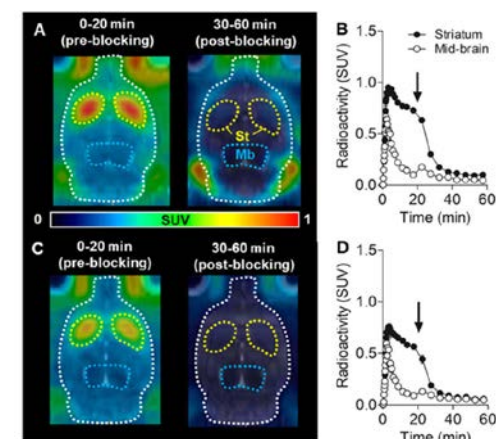 A
0-20 min
(pre-blocking)
30-60 min
(post-blocking)
St
Mb
0
SUV
1
C
0-20 min
(pre-blocking)
30-60 min
(post-blocking)
B
Striatum
Mid-brain
1.5
1.0
0.5
0.0
Radioactivity (SUV)
0
20
40
60
Time (min)
D
1.5
1.0
0.5
0.0
Radioactivity (SUV)
0
20
40
60
Time (min)